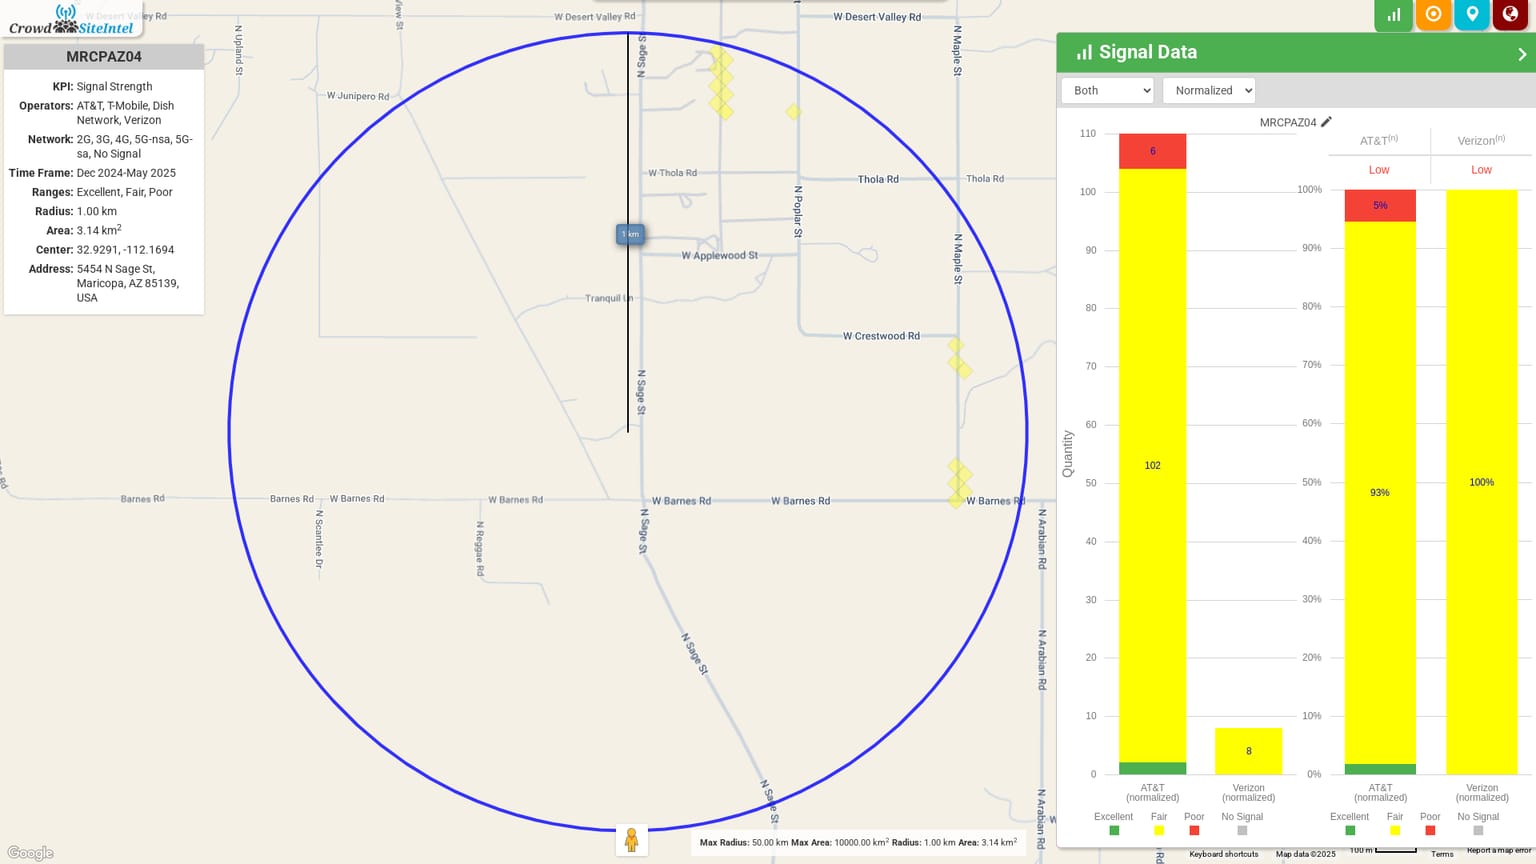 Crowd SiteIntel
MRCPAZ04
KPI: Signal Strength
Operators: AT&T, T-Mobile, Dish
Network, Verizon
Network: 2G, 3G, 4G, 5G-nsa, 5G-
sa, No Signal
Time Frame: Dec 2024-May 2025
Ranges: Excellent, Fair, Poor
Radius: 1.00 km
Area: 3.14 km²
Center: 32.9291, -112.1694
Address: 5454 N Sage St,
Maricopa, AZ 85139,
USA
W Desert Valley Rd
W Desert Valley Rd
W Desert Valley Rd
View St
N Upland St
N Sage St
N Maple St
W Junipero Rd
W Thola Rd
Thola Rd
Thola Rd
N Poplar St
1 km
W Applewood St
N Maple St
Tranquil Ln
W Crestwood Rd
N Sage St
Barnes Rd
Barnes Rd
W Barnes Rd
W Barnes Rd
W Barnes Rd
W Barnes Rd
W Barnes Rd
N Scantlee Dr
N Reggae Rd
N Sage St
N Arabian Rd
N Sage St
N Arabian Rd
N Sage St
N Arabian Rd
Google
Max Radius: 50.00 km Max Area: 10000.00 km² Radius: 1.00 km Area: 3.14 km²
Signal Data
Both
Normalized
MRCPAZ04
Quantity
110
100
90
80
70
60
50
40
30
20
10
0
6
102
8
AT&T
(normalized)
Verizon
(normalized)
Excellent
Fair
Poor
No Signal
AT&T(n)
Verizon(n)
Low
Low
100%
90%
80%
70%
60%
50%
40%
30%
20%
10%
0%
5%
93%
100%
AT&T
(normalized)
Verizon
(normalized)
Excellent
Fair
Poor
No Signal
Keyboard shortcuts
Map data ©2025
100 m
Terms
Report a map error